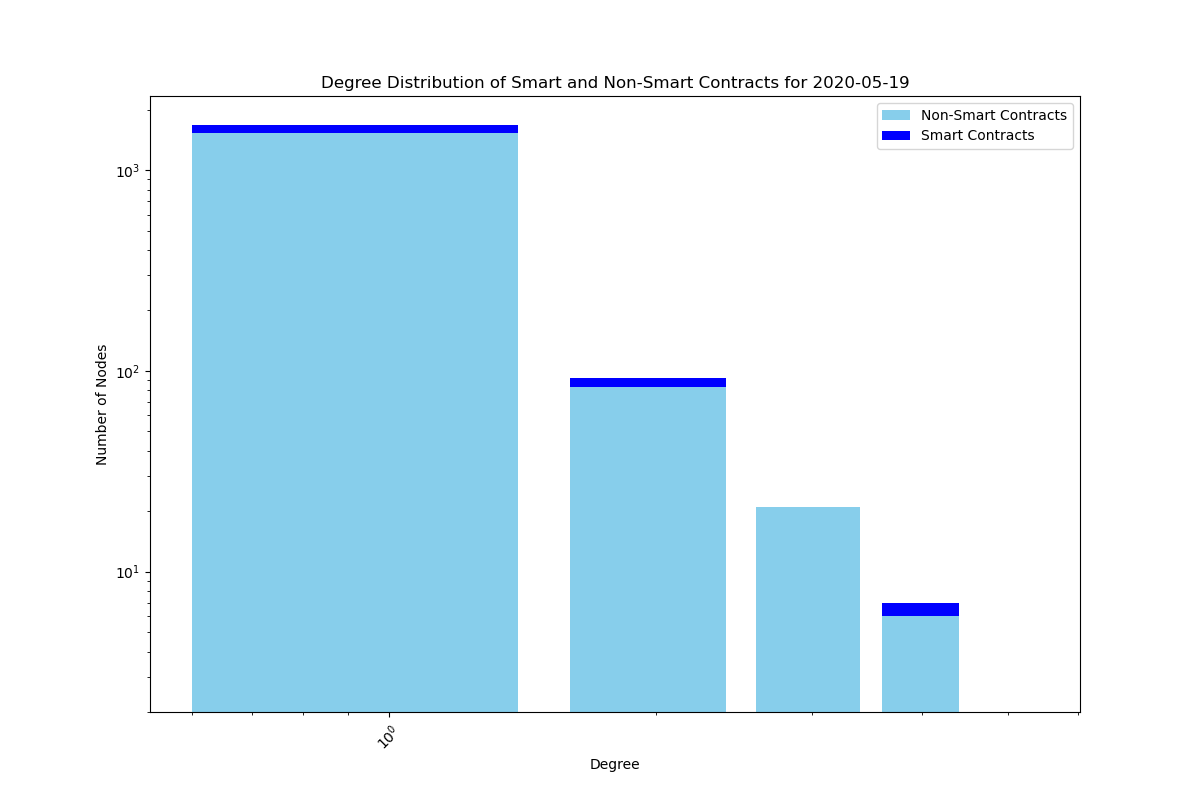 Degree Distribution of Smart and Non-Smart Contracts for 2020-05-19
Non-Smart Contracts
Smart Contracts
10³
10²
10¹
Number of Nodes
10⁰
Degree